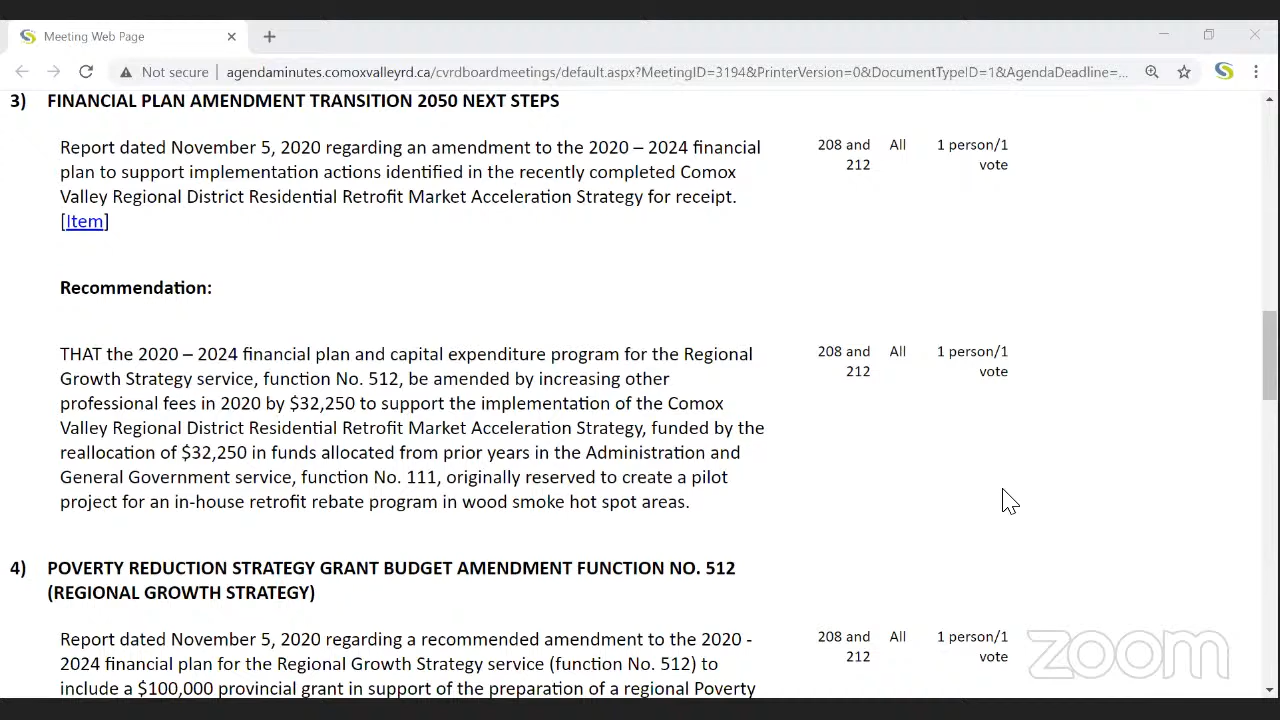 Meeting Web Page
Not secure | agendaminutes.comoxvalleyrd.ca/cvrdboardmeetings/default.aspx?MeetingID=3194&PrinterVersion=0&DocumentTypeID=1&AgendaDeadline=...
3) FINANCIAL PLAN AMENDMENT TRANSITION 2050 NEXT STEPS
Report dated November 5, 2020 regarding an amendment to the 2020 – 2024 financial 208 and All 1 person/1
plan to support implementation actions identified in the recently completed Comox 212 vote
Valley Regional District Residential Retrofit Market Acceleration Strategy for receipt.
[Item]
Recommendation:
THAT the 2020 – 2024 financial plan and capital expenditure program for the Regional 208 and All 1 person/1
Growth Strategy service, function No. 512, be amended by increasing other 212 vote
professional fees in 2020 by $32,250 to support the implementation of the Comox
Valley Regional District Residential Retrofit Market Acceleration Strategy, funded by the
reallocation of $32,250 in funds allocated from prior years in the Administration and
General Government service, function No. 111, originally reserved to create a pilot
project for an in-house retrofit rebate program in wood smoke hot spot areas.
4) POVERTY REDUCTION STRATEGY GRANT BUDGET AMENDMENT FUNCTION NO. 512
(REGIONAL GROWTH STRATEGY)
Report dated November 5, 2020 regarding a recommended amendment to the 2020 - 208 and All 1 person/1
2024 financial plan for the Regional Growth Strategy service (function No. 512) to 212 vote
include a $100,000 provincial grant in support of the preparation of a regional Poverty
zoom